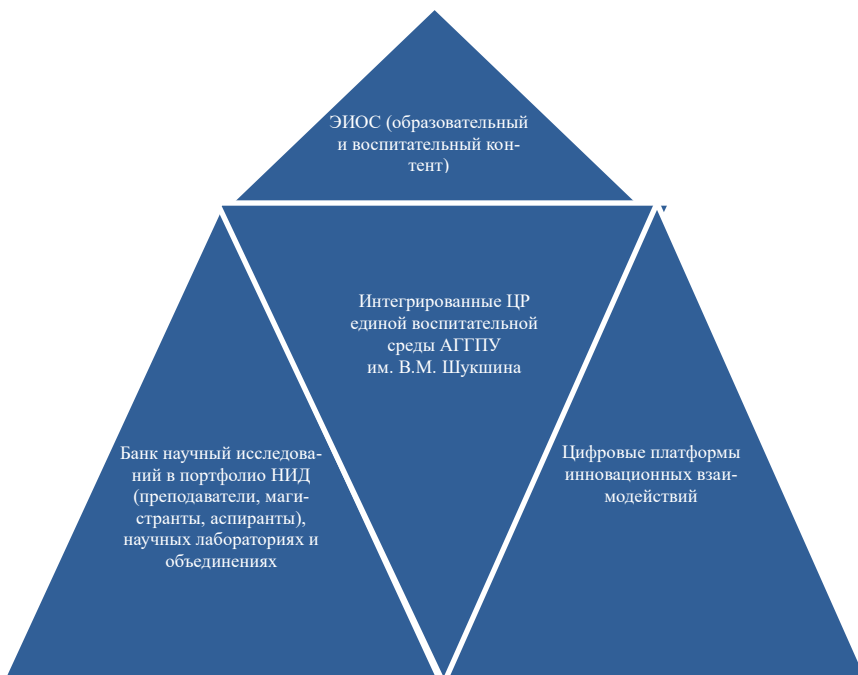 ЭИОС (образовательный
и воспитательный кон-
тент)
Интегрированные ЦР
единой воспитательной
среды АГГПУ
им. В.М. Шукшина
Банк научный исследова-
ний в портфолио НИД
(преподаватели, маги-
странты, аспиранты),
научных лабораториях и
объединениях
Цифровые платформы
инновационных взаи-
модействий